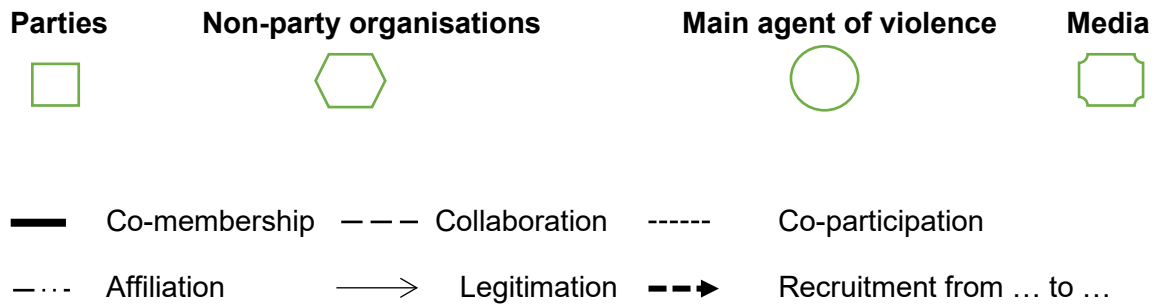 Parties Non-party organisations Main agent of violence Media
Co-membership Collaboration Co-participation
Affiliation Legitimation Recruitment from … to …